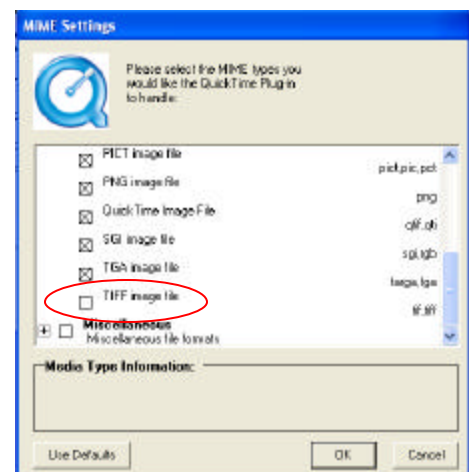 MIME Settings
Please select the MIME types you
would like the QuickTime Plug-in
to handle:
PICT image file
pict,pic,pct
PNG image file
png
QuickTime Image File
qtif,qti
SGI image file
sgi,rgb
TGA image file
targa,tga
TIFF image file
tif,tiff
Miscellaneous
Miscellaneous file formats
Media Type Information:
Use Defaults
OK
Cancel